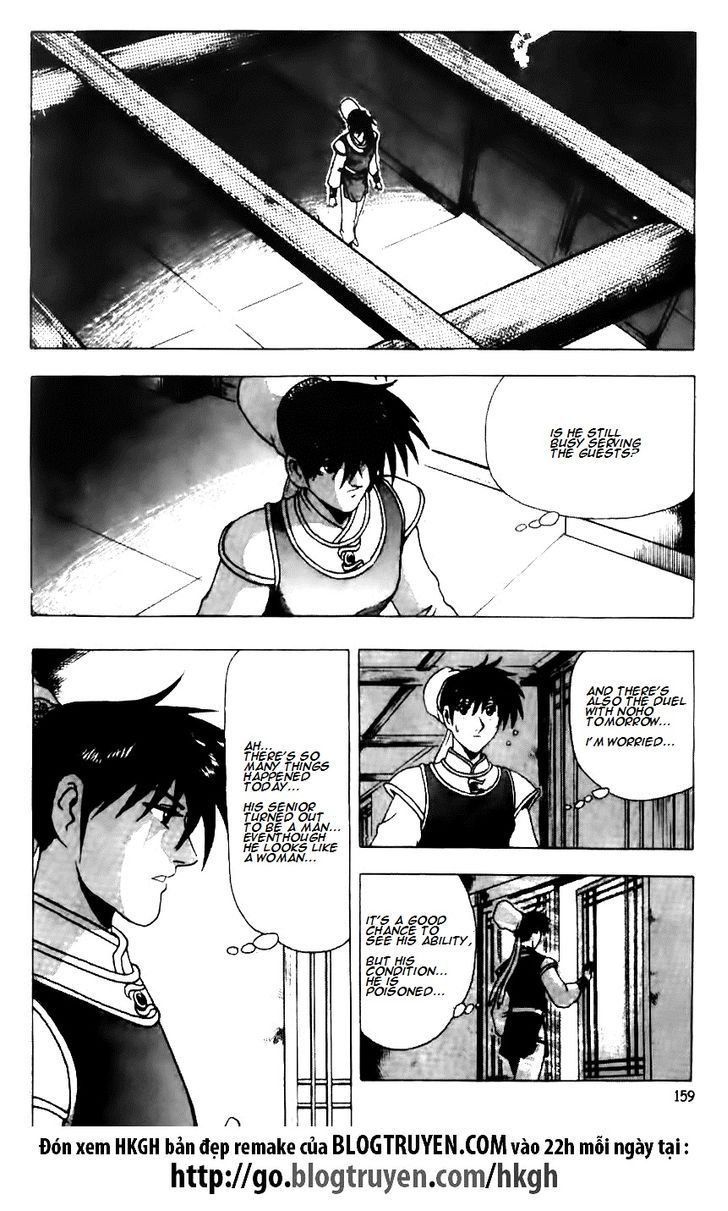 IS HE STILL
BUSY SERVING
THE GUESTS?
AH...
THERE'S SO
MANY THINGS
HAPPENED
TODAY...
HIS SENIOR
TURNED OUT
TO BE A MAN...
EVENTHOUGH
HE LOOKS LIKE
A WOMAN...
AND THERE'S
ALSO THE DUEL
WITH NOHO
TOMORROW...
I'M WORRIED...
IT'S A GOOD
CHANCE TO
SEE HIS ABILITY,
BUT HIS
CONDITION...
HE IS
POISONED...
159
Đón xem HKGH bản đẹp remake của BLOGTRUYEN.COM vào 22h mỗi ngày tại :
http://go.blogtruyen.com/hkgh